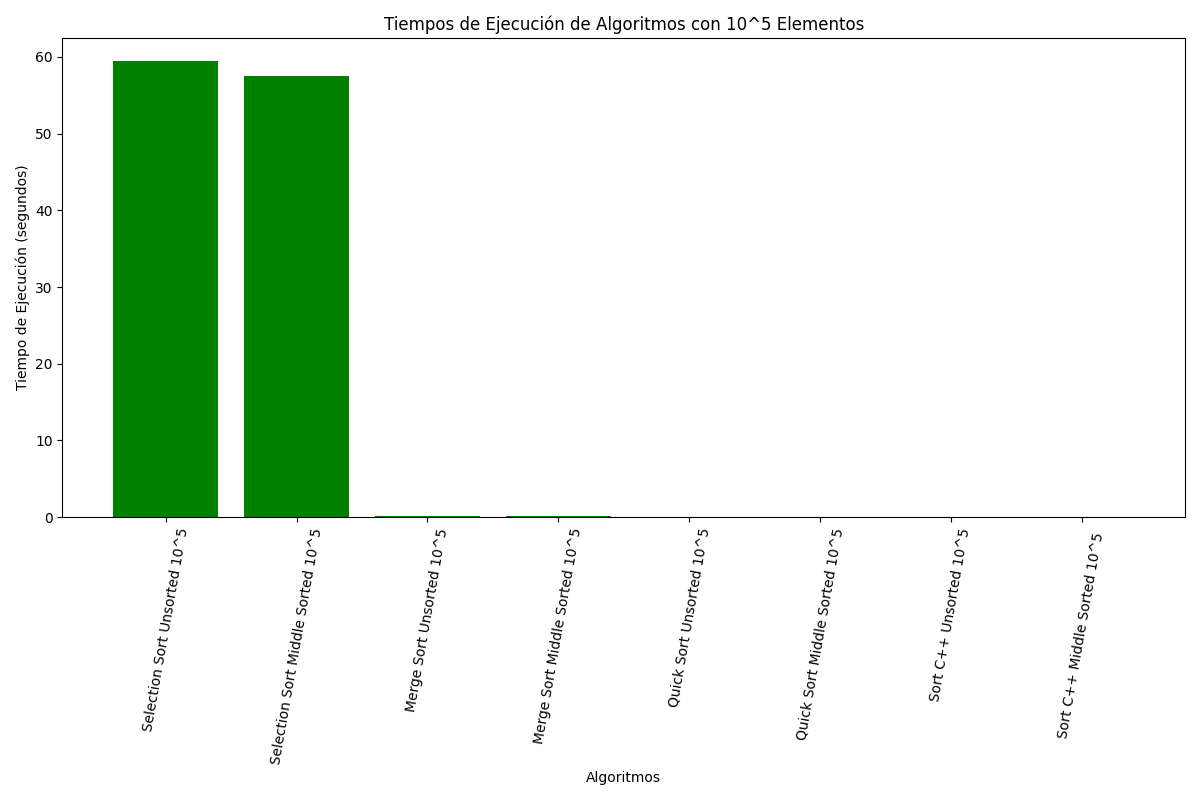 Tiempos de Ejecución de Algoritmos con 10^5 Elementos
Tiempo de Ejecución (segundos)
60
50
40
30
20
10
0
Selection Sort Unsorted 10^5
Selection Sort Middle Sorted 10^5
Merge Sort Unsorted 10^5
Merge Sort Middle Sorted 10^5
Quick Sort Unsorted 10^5
Quick Sort Middle Sorted 10^5
Sort C++ Unsorted 10^5
Sort C++ Middle Sorted 10^5
Algoritmos